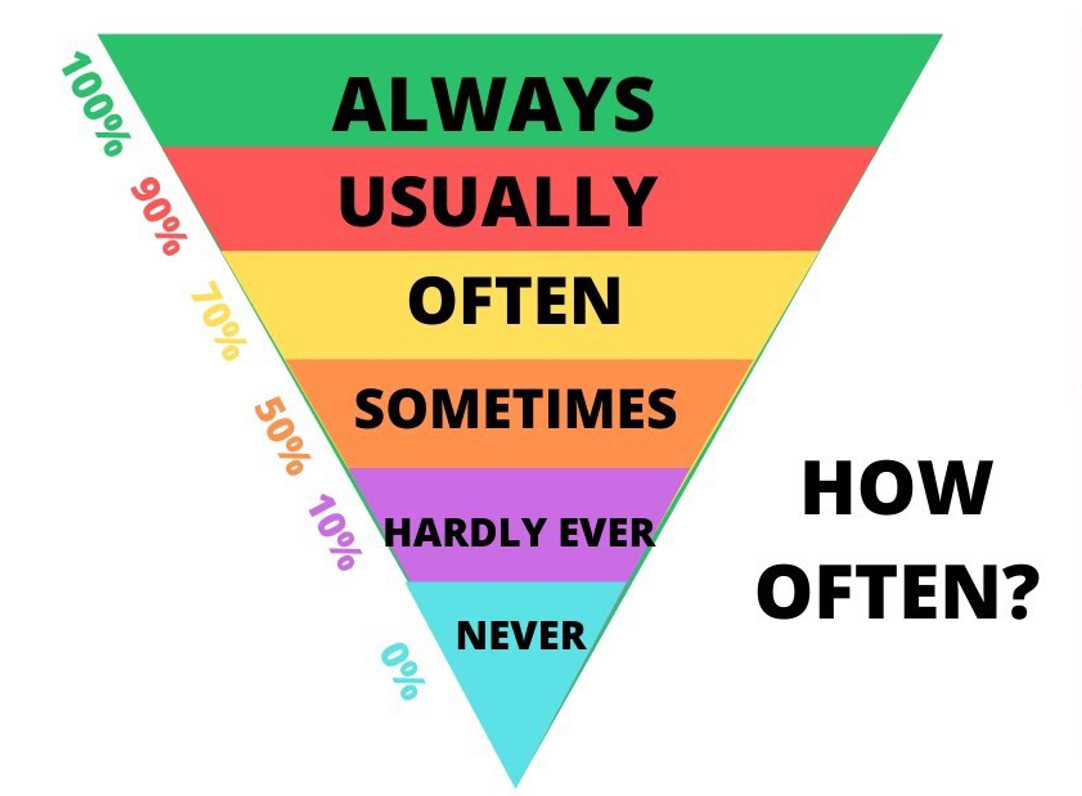 100%
ALWAYS
90%
USUALLY
70%
OFTEN
50%
SOMETIMES
10%
HARDLY EVER
0%
NEVER
HOW
OFTEN?